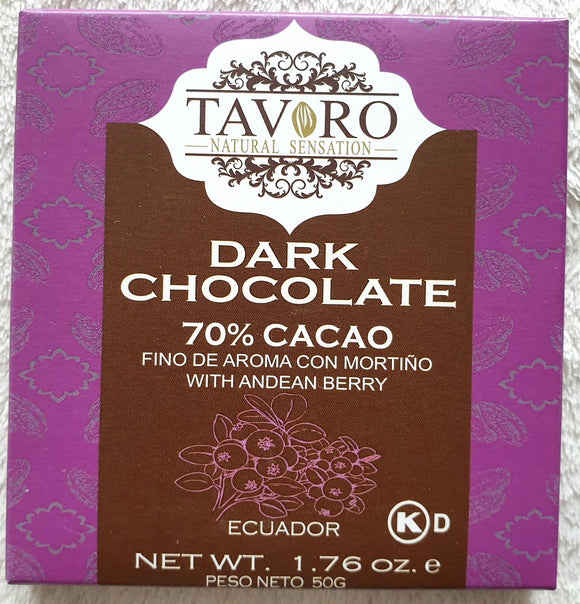 TAVORO
NATURAL SENSATION
DARK
CHOCOLATE
70% CACAO
FINO DE AROMA CON MORTIÑO
WITH ANDEAN BERRY
ECUADOR
K D
NET WT. 1.76 oz. e
PESO NETO 50G